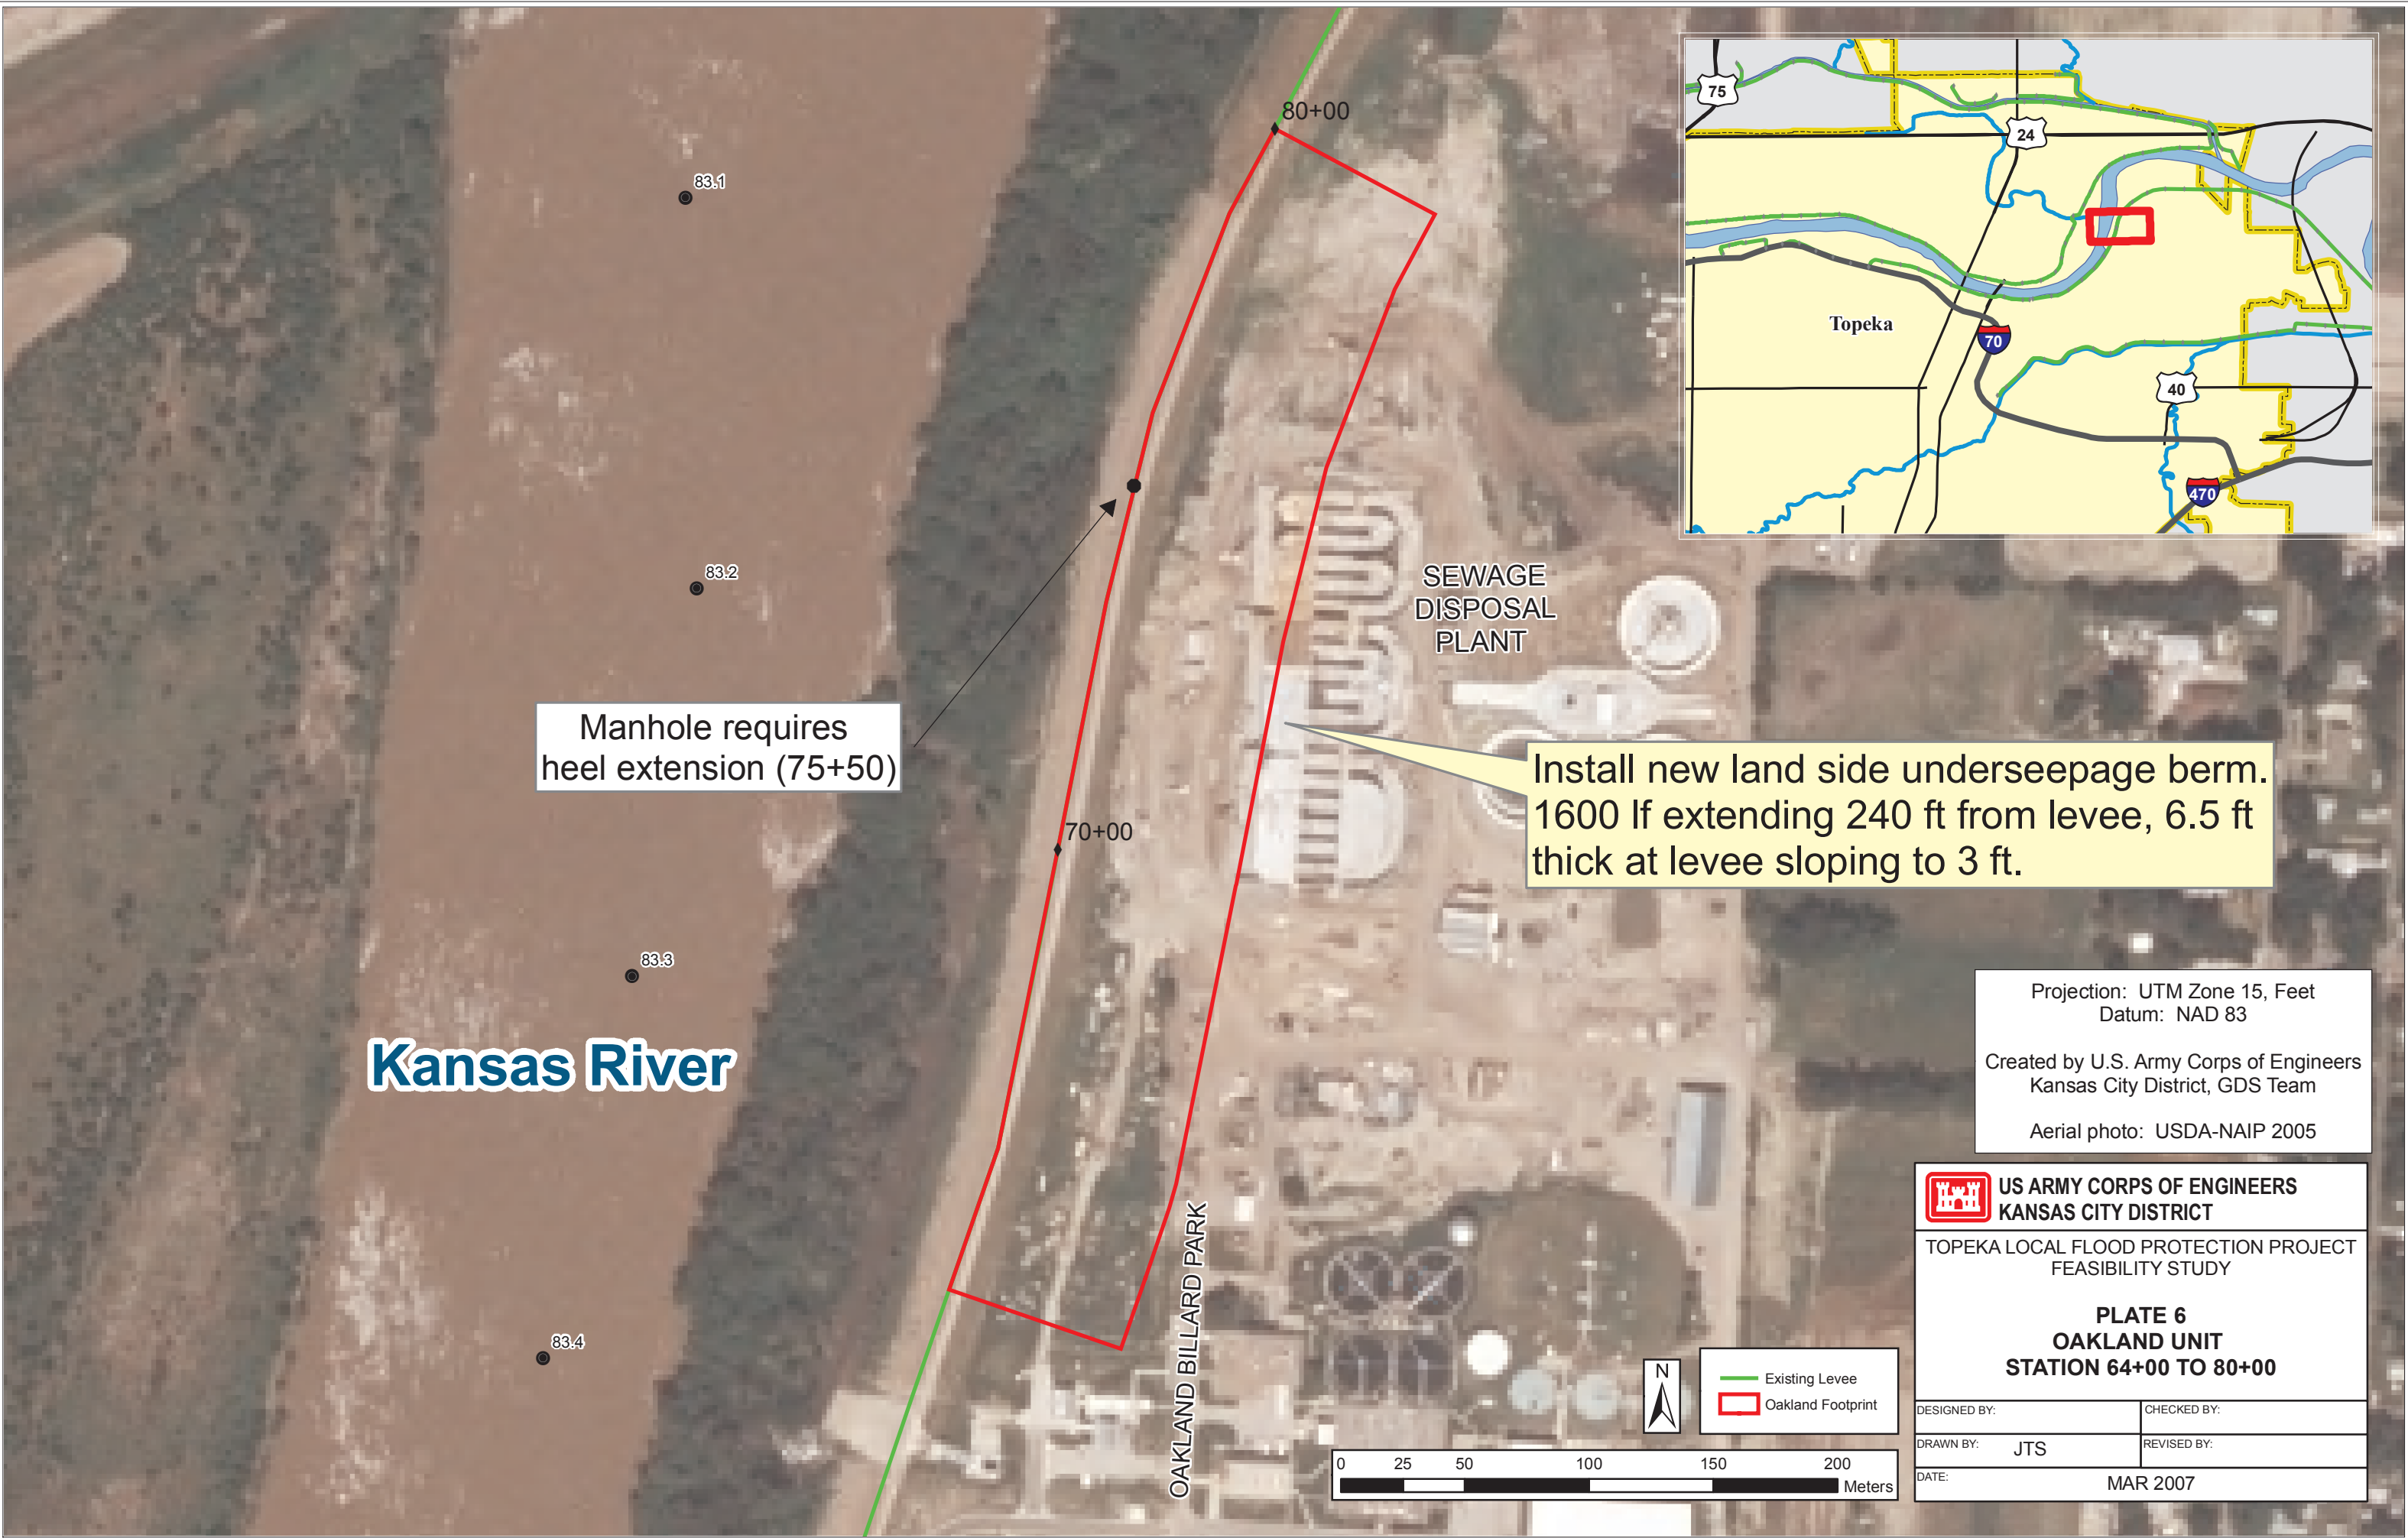 80+00
83.1
75
24
Topeka
70
40
470
83.2
SEWAGE
DISPOSAL
PLANT
Manhole requires
heel extension (75+50)
Install new land side underseepage berm.
1600 lf extending 240 ft from levee, 6.5 ft
thick at levee sloping to 3 ft.
70+00
83.3
Kansas River
Projection: UTM Zone 15, Feet
Datum: NAD 83
Created by U.S. Army Corps of Engineers
Kansas City District, GDS Team
Aerial photo: USDA-NAIP 2005
83.4
OAKLAND BILLARD PARK
N
Existing Levee
Oakland Footprint
0 25 50 100 150 200
Meters
US ARMY CORPS OF ENGINEERS
KANSAS CITY DISTRICT
TOPEKA LOCAL FLOOD PROTECTION PROJECT
FEASIBILITY STUDY
PLATE 6
OAKLAND UNIT
STATION 64+00 TO 80+00
DESIGNED BY:
CHECKED BY:
DRAWN BY: JTS
REVISED BY:
DATE: MAR 2007